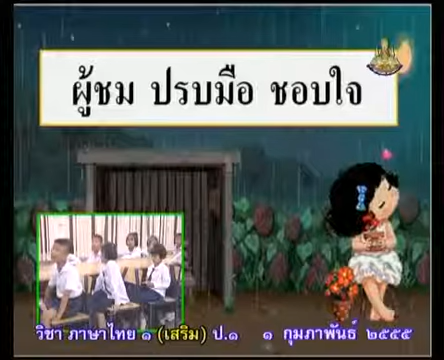 ผู้ชม ปรบมือ ชอบใจ
วิชา ภาษาไทย ๑ (เสริม) ป.๑ ๑ กุมภาพันธ์ ๒๕๕๕